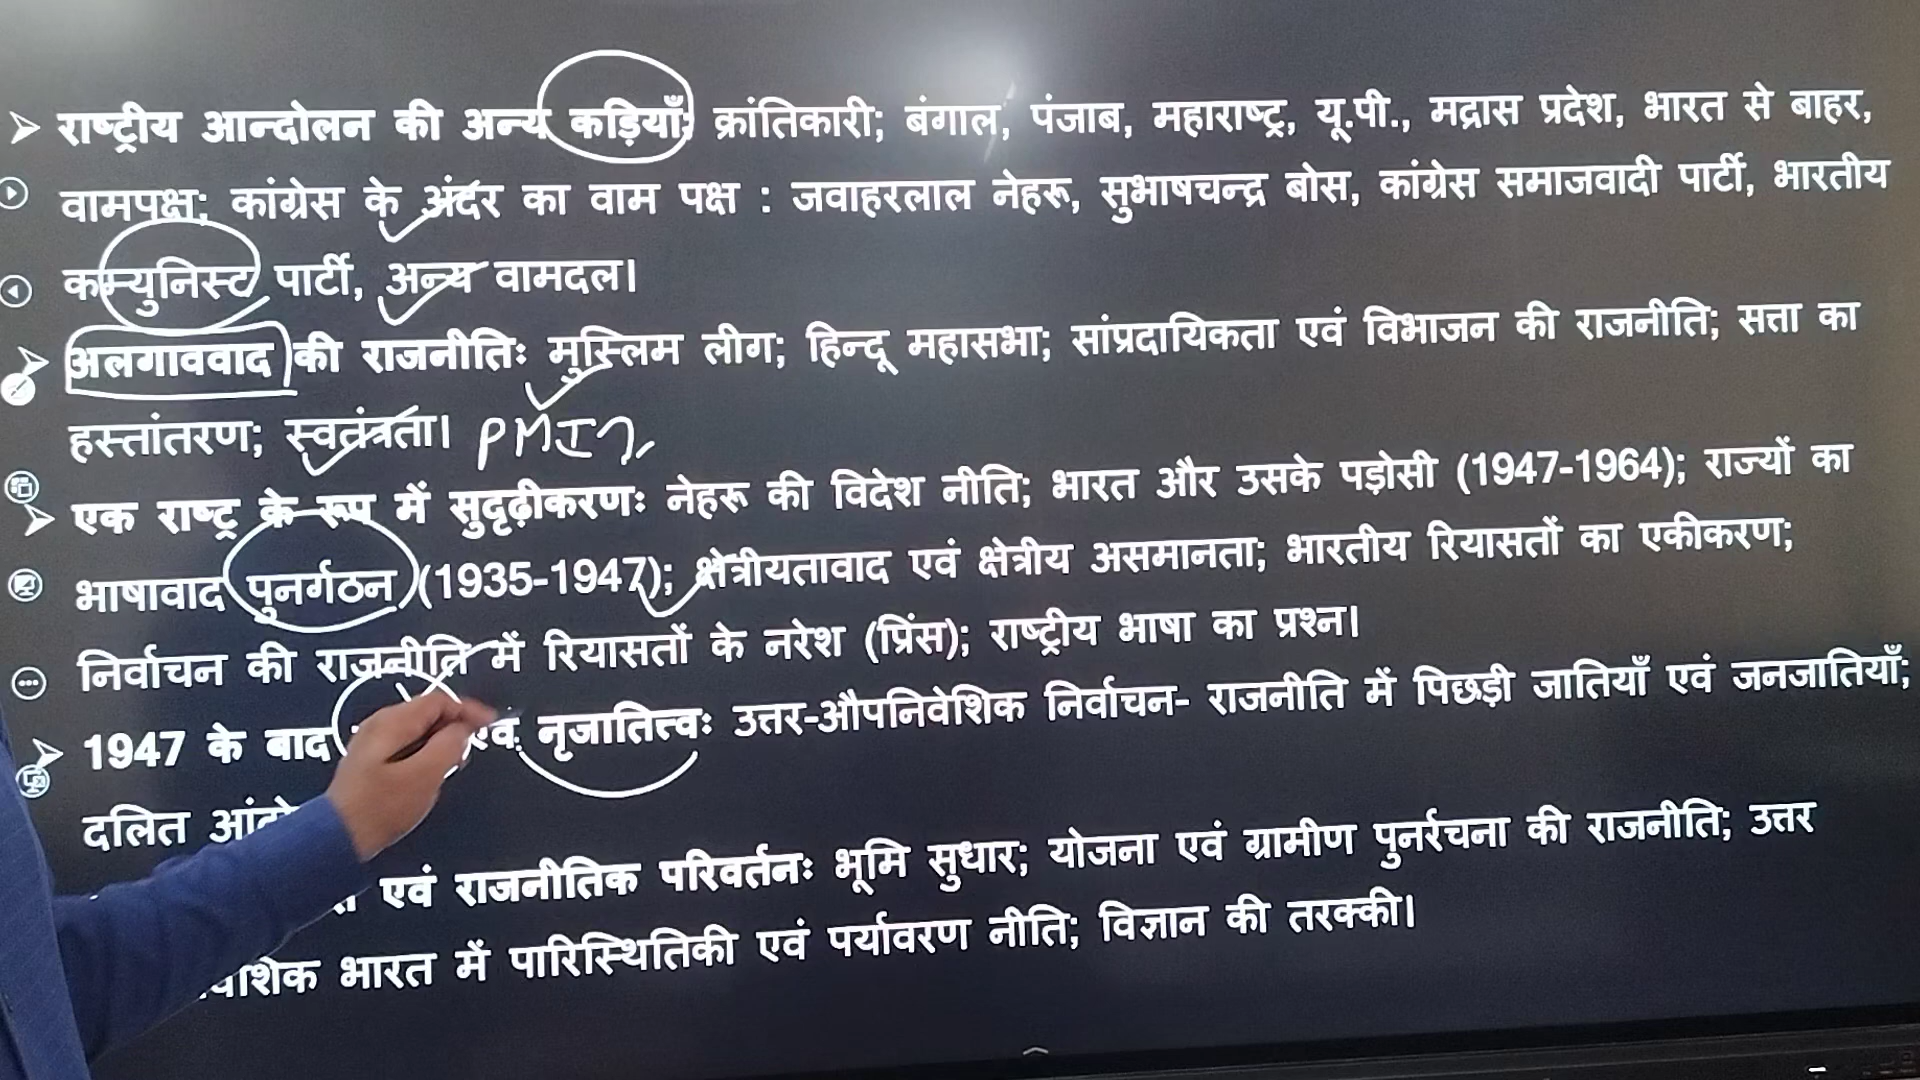 राष्ट्रीय आन्दोलन की अन्य कड़ियाँ; क्रांतिकारी; बंगाल, पंजाब, महाराष्ट्र, यू.पी., मद्रास प्रदेश, भारत से बाहर,
वामपक्ष; कांग्रेस के अंदर का वाम पक्ष : जवाहरलाल नेहरू, सुभाषचन्द्र बोस, कांग्रेस समाजवादी पार्टी, भारतीय
कम्युनिस्ट पार्टी, अन्य वामदल।
अलगाववाद की राजनीतिः मुस्लिम लीग; हिन्दू महासभा; सांप्रदायिकता एवं विभाजन की राजनीति; सत्ता का
हस्तांतरण; स्वतंत्रता।
एक राष्ट्र के रूप में सुदृढ़ीकरणः नेहरू की विदेश नीति; भारत और उसके पड़ोसी (1947-1964); राज्यों का
भाषावाद पुनर्गठन (1935-1947); क्षेत्रीयतावाद एवं क्षेत्रीय असमानता; भारतीय रियासतों का एकीकरण;
निर्वाचन की राजनीति में रियासतों के नरेश (प्रिंस); राष्ट्रीय भाषा का प्रश्न।
1947 के बाद एवं नृजातित्त्वः उत्तर-औपनिवेशिक निर्वाचन- राजनीति में पिछड़ी जातियाँ एवं जनजातियाँ;
दलित
एवं राजनीतिक परिवर्तनः भूमि सुधार; योजना एवं ग्रामीण पुनर्रचना की राजनीति; उत्तर
भारत में पारिस्थितिकी एवं पर्यावरण नीति; विज्ञान की तरक्की।